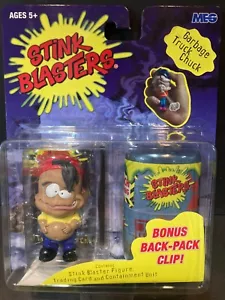 AGES 5+
MEG
STINK
BLASTERS
Garbage
Truck
Chuck
STINK
BLASTERS
BONUS
BACK-PACK
CLIP!
Contains:
Stink Blaster Figure,
Trading Card and Containment Unit